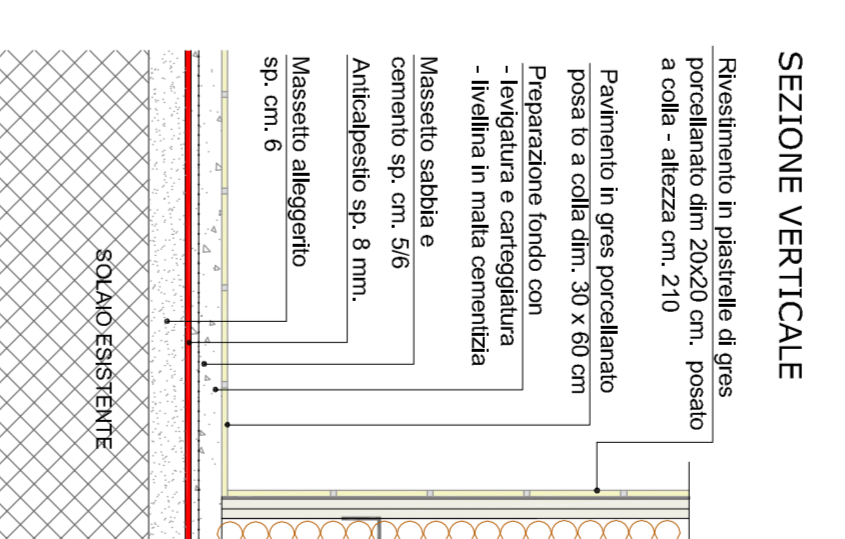 SEZIONE VERTICALE
Rivestimento in piastrelle di gres
porcellanato dim 20x20 cm. posato
a colla - altezza cm. 210
Pavimento in gres porcellanato
posa to a colla dim. 30 x 60 cm
Preparazione fondo con
- levigatura e carteggiatura
- livellina in malta cementizia
Massetto sabbia e
cemento sp. cm. 5/6
Anticalpestio sp. 8 mm.
Massetto alleggerito
sp. cm. 6
SOLAIO ESISTENTE